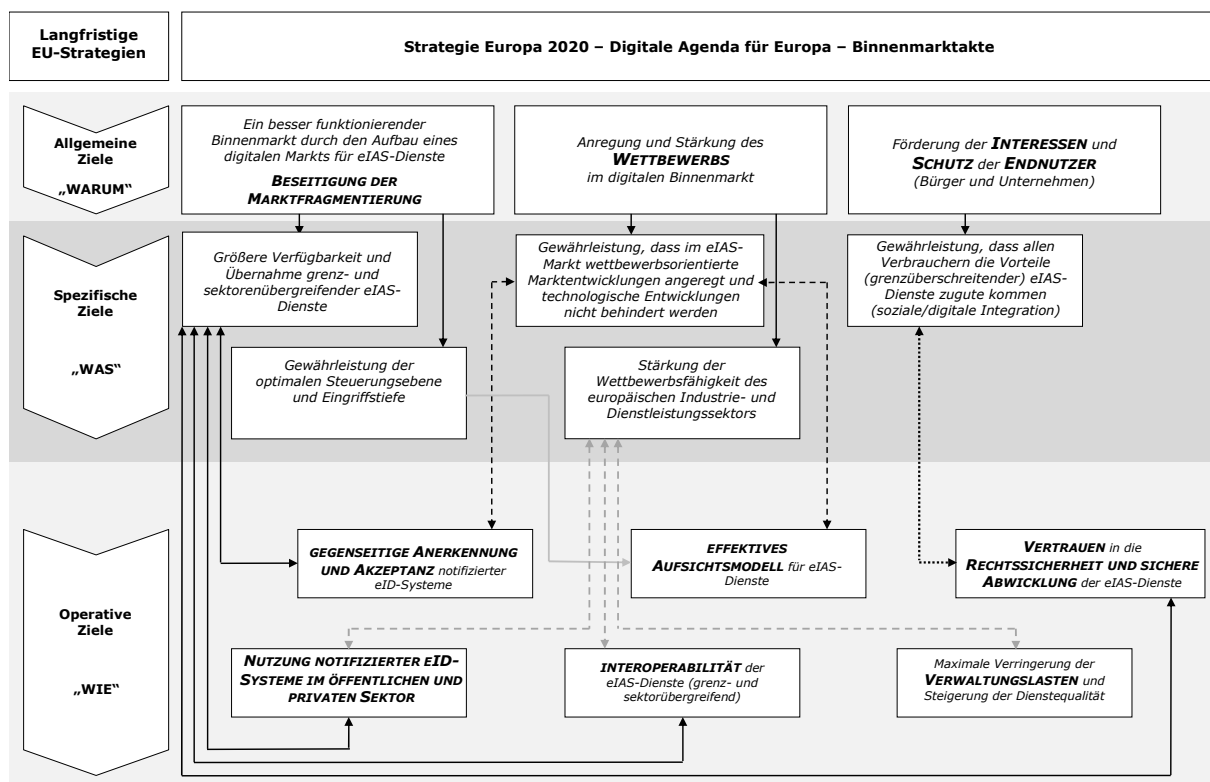 Langfristige
EU-Strategien
Strategie Europa 2020 – Digitale Agenda für Europa – Binnenmarktakte
Allgemeine
Ziele
„WARUM“
Ein besser funktionierender
Binnenmarkt durch den Aufbau eines
digitalen Markts für eIAS-Dienste
BESEITIGUNG DER
MARKTFRAGMENTIERUNG
Anregung und Stärkung des
WETTBEWERBS
im digitalen Binnenmarkt
Förderung der INTERESSEN und
SCHUTZ der ENDNUTZER
(Bürger und Unternehmen)
Spezifische
Ziele
„WAS“
Größere Verfügbarkeit und
Übernahme grenz- und
sektorenübergreifender eIAS-
Dienste
Gewährleistung, dass im eIAS-
Markt wettbewerbsorientierte
Marktentwicklungen angeregt und
technologische Entwicklungen
nicht behindert werden
Gewährleistung, dass allen
Verbrauchern die Vorteile
(grenzüberschreitender) eIAS-
Dienste zugute kommen
(soziale/digitale Integration)
Gewährleistung der
optimalen Steuerungsebene
und Eingriffstiefe
Stärkung der
Wettbewerbsfähigkeit des
europäischen Industrie- und
Dienstleistungssektors
Operative
Ziele
„WIE“
GEGENSEITIGE ANERKENNUNG
UND AKZEPTANZ notifizierter
eID-Systeme
EFFEKTIVES
AUFSICHTSMODELL für eIAS-
Dienste
VERTRAUEN in die
RECHTSSICHERHEIT UND SICHERE
ABWICKLUNG der eIAS-Dienste
NUTZUNG NOTIFIZIERTER EID-
SYSTEME IM ÖFFENTLICHEN UND
PRIVATEN SEKTOR
INTEROPERABILITÄT der
eIAS-Dienste (grenz- und
sektorübergreifend)
Maximale Verringerung der
VERWALTUNGSLASTEN und
Steigerung der Dienstequalität